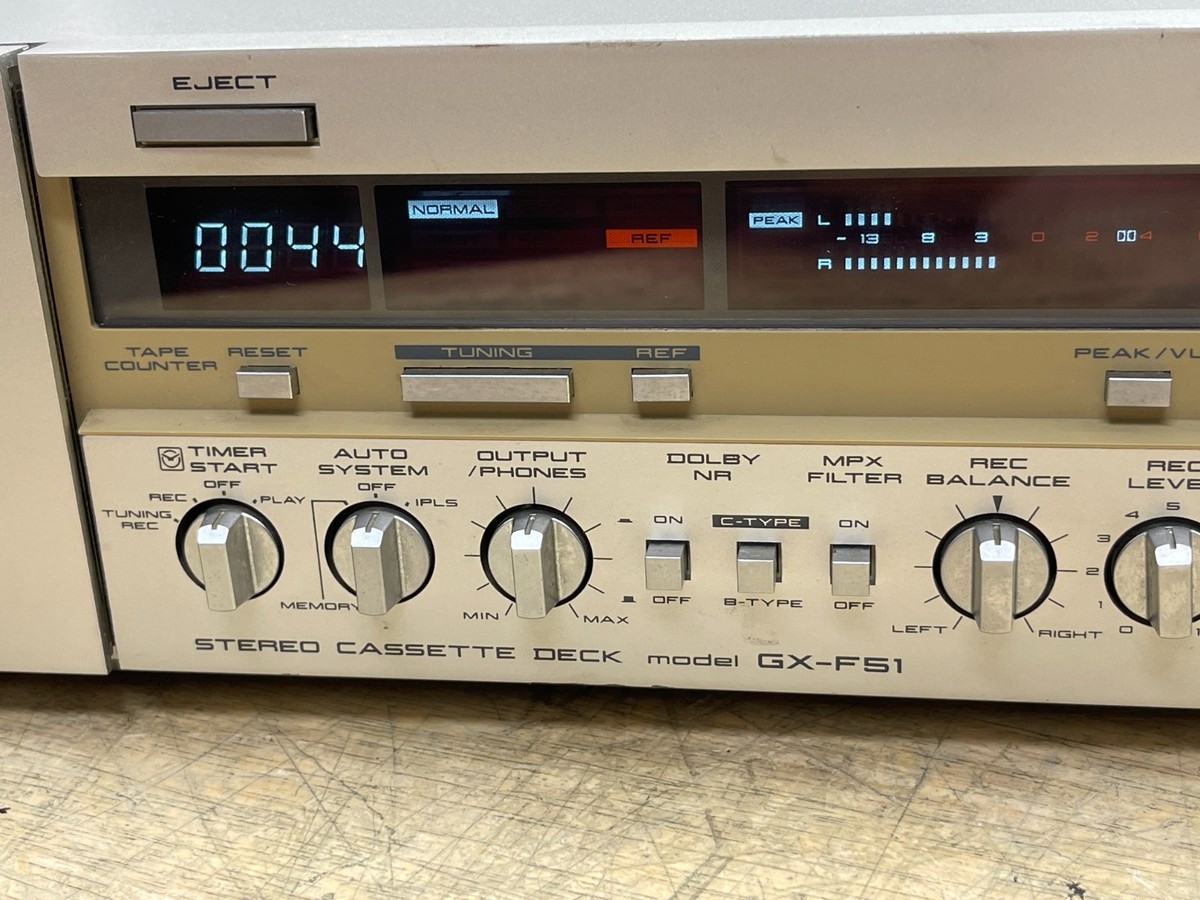 EJECT
0044
NORMAL
REF
PEAK L
- 13 8 3 0 2 00 4
R
TAPE
COUNTER
RESET
TUNING
REF
PEAK/VU
TIMER
START
OFF
REC
PLAY
TUNING
REC
AUTO
SYSTEM
OFF
IPLS
MEMORY
OUTPUT
/PHONES
MIN
MAX
DOLBY
NR
ON
OFF
C-TYPE
B-TYPE
MPX
FILTER
ON
OFF
REC
BALANCE
LEFT
RIGHT
REC
5
4
3
2
1
0
STEREO CASSETTE DECK model GX-F51